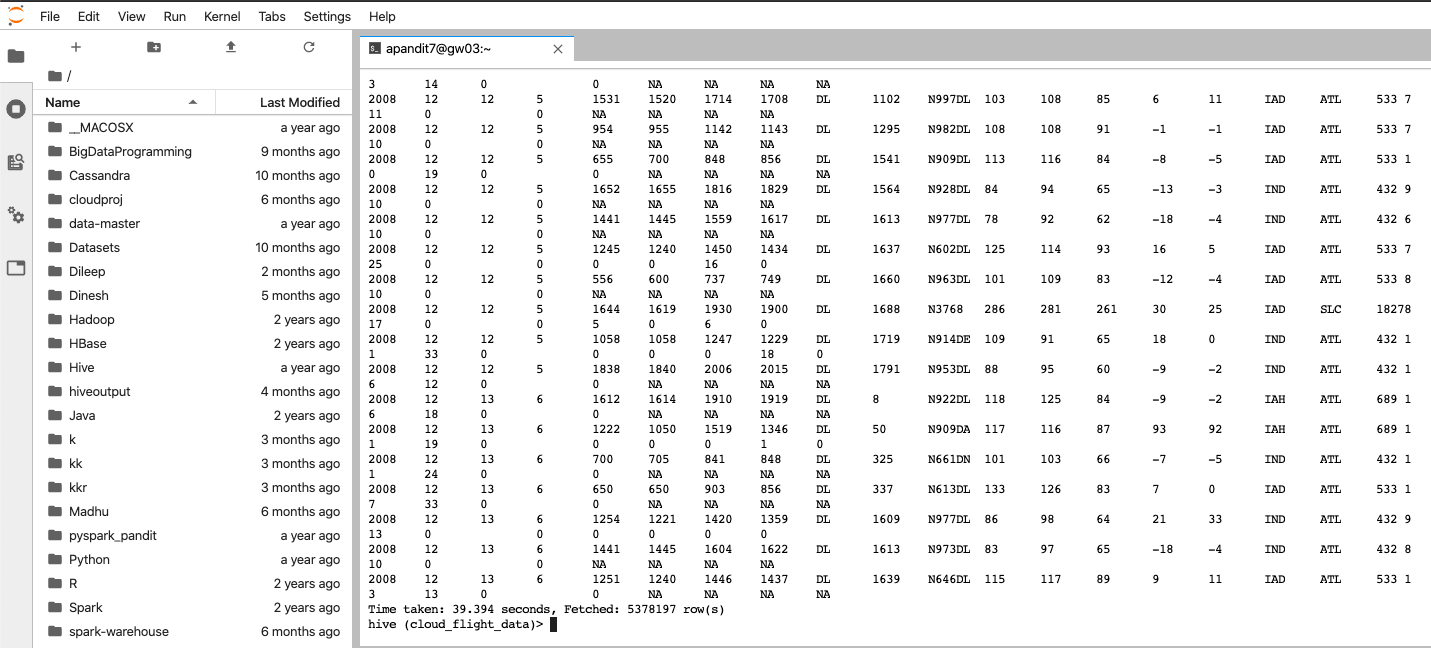 File Edit View Run Kernel Tabs Settings Help
/
Name Last Modified
__MACOSX a year ago
BigDataProgramming 9 months ago
Cassandra 10 months ago
cloudproj 6 months ago
data-master a year ago
Datasets 10 months ago
Dileep 2 months ago
Dinesh 5 months ago
Hadoop 2 years ago
HBase 2 years ago
Hive a year ago
hiveoutput 4 months ago
Java 2 years ago
k 3 months ago
kk 3 months ago
kkr 3 months ago
Madhu 6 months ago
pyspark_pandit a year ago
Python a year ago
R 2 years ago
Spark 2 years ago
spark-warehouse 6 months ago
apandit7@gw03:~
3 14 0 0 NA NA NA NA
2008 12 12 5 1531 1520 1714 1708 DL 1102 N997DL 103 108 85 6 11 IAD ATL 533 7
11 0 0 NA NA NA NA
2008 12 12 5 954 955 1142 1143 DL 1295 N982DL 108 108 91 -1 -1 IAD ATL 533 7
10 0 0 NA NA NA NA
2008 12 12 5 655 700 848 856 DL 1541 N909DL 113 116 84 -8 -5 IAD ATL 533 1
0 19 0 0 NA NA NA NA
2008 12 12 5 1652 1655 1816 1829 DL 1564 N928DL 84 94 65 -13 -3 IND ATL 432 9
10 0 0 NA NA NA NA
2008 12 12 5 1441 1445 1559 1617 DL 1613 N977DL 78 92 62 -18 -4 IND ATL 432 6
10 0 0 NA NA NA NA
2008 12 12 5 1245 1240 1450 1434 DL 1637 N602DL 125 114 93 16 5 IAD ATL 533 7
25 0 0 0 0 16 0
2008 12 12 5 556 600 737 749 DL 1660 N963DL 101 109 83 -12 -4 IAD ATL 533 8
10 0 0 NA NA NA NA
2008 12 12 5 1644 1619 1930 1900 DL 1688 N3768 286 281 261 30 25 IAD SLC 18278
17 0 0 5 0 6 0
2008 12 12 5 1058 1058 1247 1229 DL 1719 N914DE 109 91 65 18 0 IND ATL 432 1
1 33 0 0 0 0 18 0
2008 12 12 5 1838 1840 2006 2015 DL 1791 N953DL 88 95 60 -9 -2 IND ATL 432 1
6 12 0 0 NA NA NA NA
2008 12 13 6 1612 1614 1910 1919 DL 8 N922DL 118 125 84 -9 -2 IAH ATL 689 1
6 18 0 0 NA NA NA NA
2008 12 13 6 1222 1050 1519 1346 DL 50 N909DA 117 116 87 93 92 IAH ATL 689 1
1 19 0 0 0 0 1 0
2008 12 13 6 700 705 841 848 DL 325 N661DN 101 103 66 -7 -5 IND ATL 432 1
1 24 0 0 NA NA NA NA
2008 12 13 6 650 650 903 856 DL 337 N613DL 133 126 83 7 0 IAD ATL 533 1
7 33 0 0 NA NA NA NA
2008 12 13 6 1254 1221 1420 1359 DL 1609 N977DL 86 98 64 21 33 IND ATL 432 9
13 0 0 0 0 0 0
2008 12 13 6 1441 1445 1604 1622 DL 1613 N973DL 83 97 65 -18 -4 IND ATL 432 8
10 0 0 NA NA NA NA
2008 12 13 6 1251 1240 1446 1437 DL 1639 N646DL 115 117 89 9 11 IAD ATL 533 1
3 13 0 0 NA NA NA NA
Time taken: 39.394 seconds, Fetched: 5378197 row(s)
hive (cloud_flight_data)>